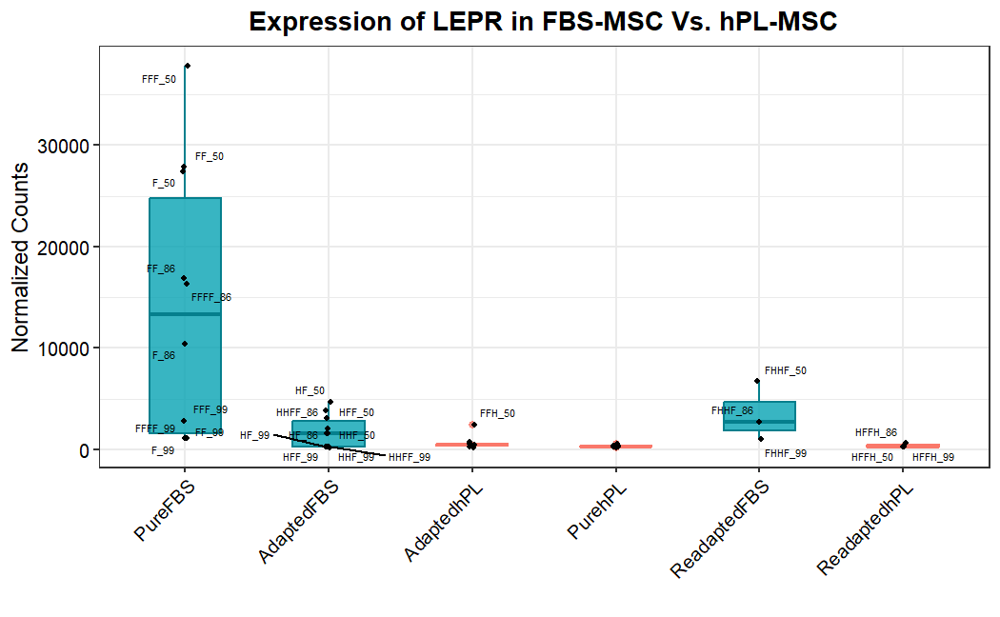 Expression of LEPR in FBS-MSC Vs. hPL-MSC
Normalized Counts
30000
20000
10000
0
FFF_50
FF_50
F_50
FF_86
FFFF_86
F_86
FFF_99
FFFF_99
FF_99
F_99
HF_50
HHFF_86
HFF_50
HF_99
HF_86
HHF_50
HFF_99
HHF_99
HHFF_99
FFH_50
FHHF_50
FHHF_86
FHHF_99
HFFH_86
HFFH_50
HFFH_99
PureFBS
AdaptedFBS
AdaptedhPL
PurehPL
ReadaptedFBS
ReadaptedhPL